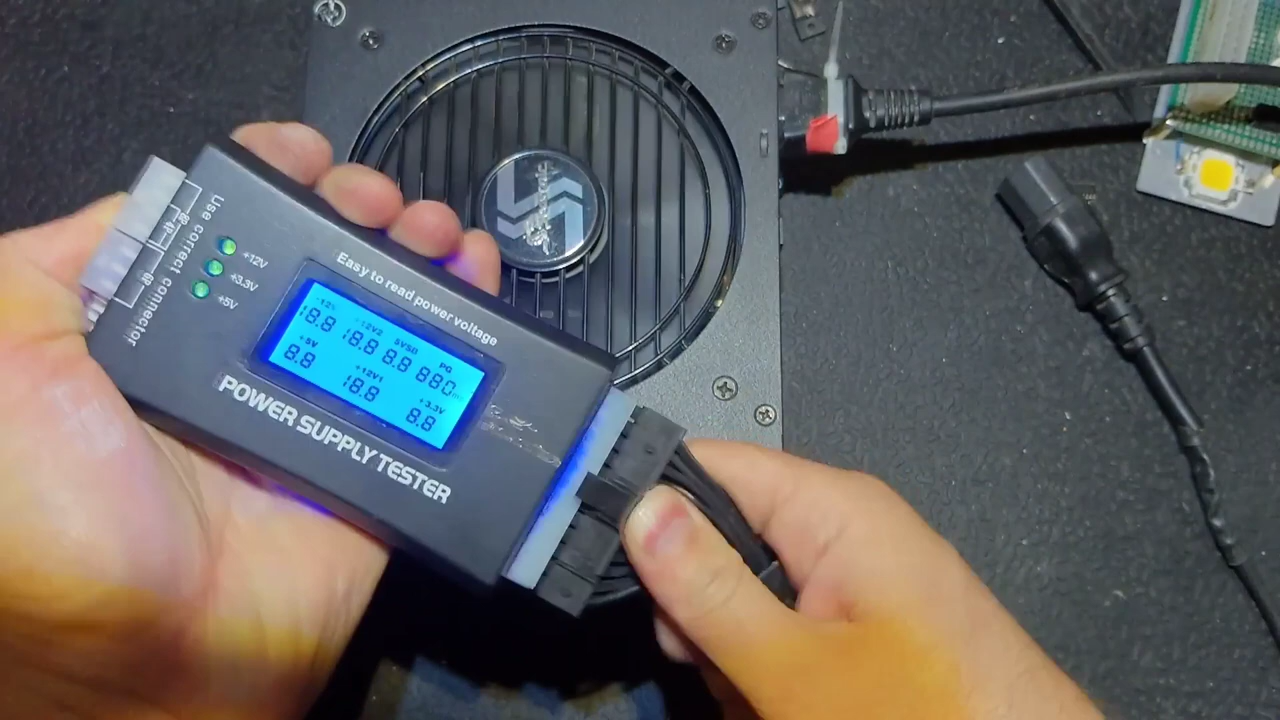 Use correct connector
+12V
+3.3V
+5V
Easy to read power voltage
-12V +12V2 5VSB PG
18.8 18.8 8.8 880
+5V +12V1 +3.3V
8.8 18.8 8.8
POWER SUPPLY TESTER